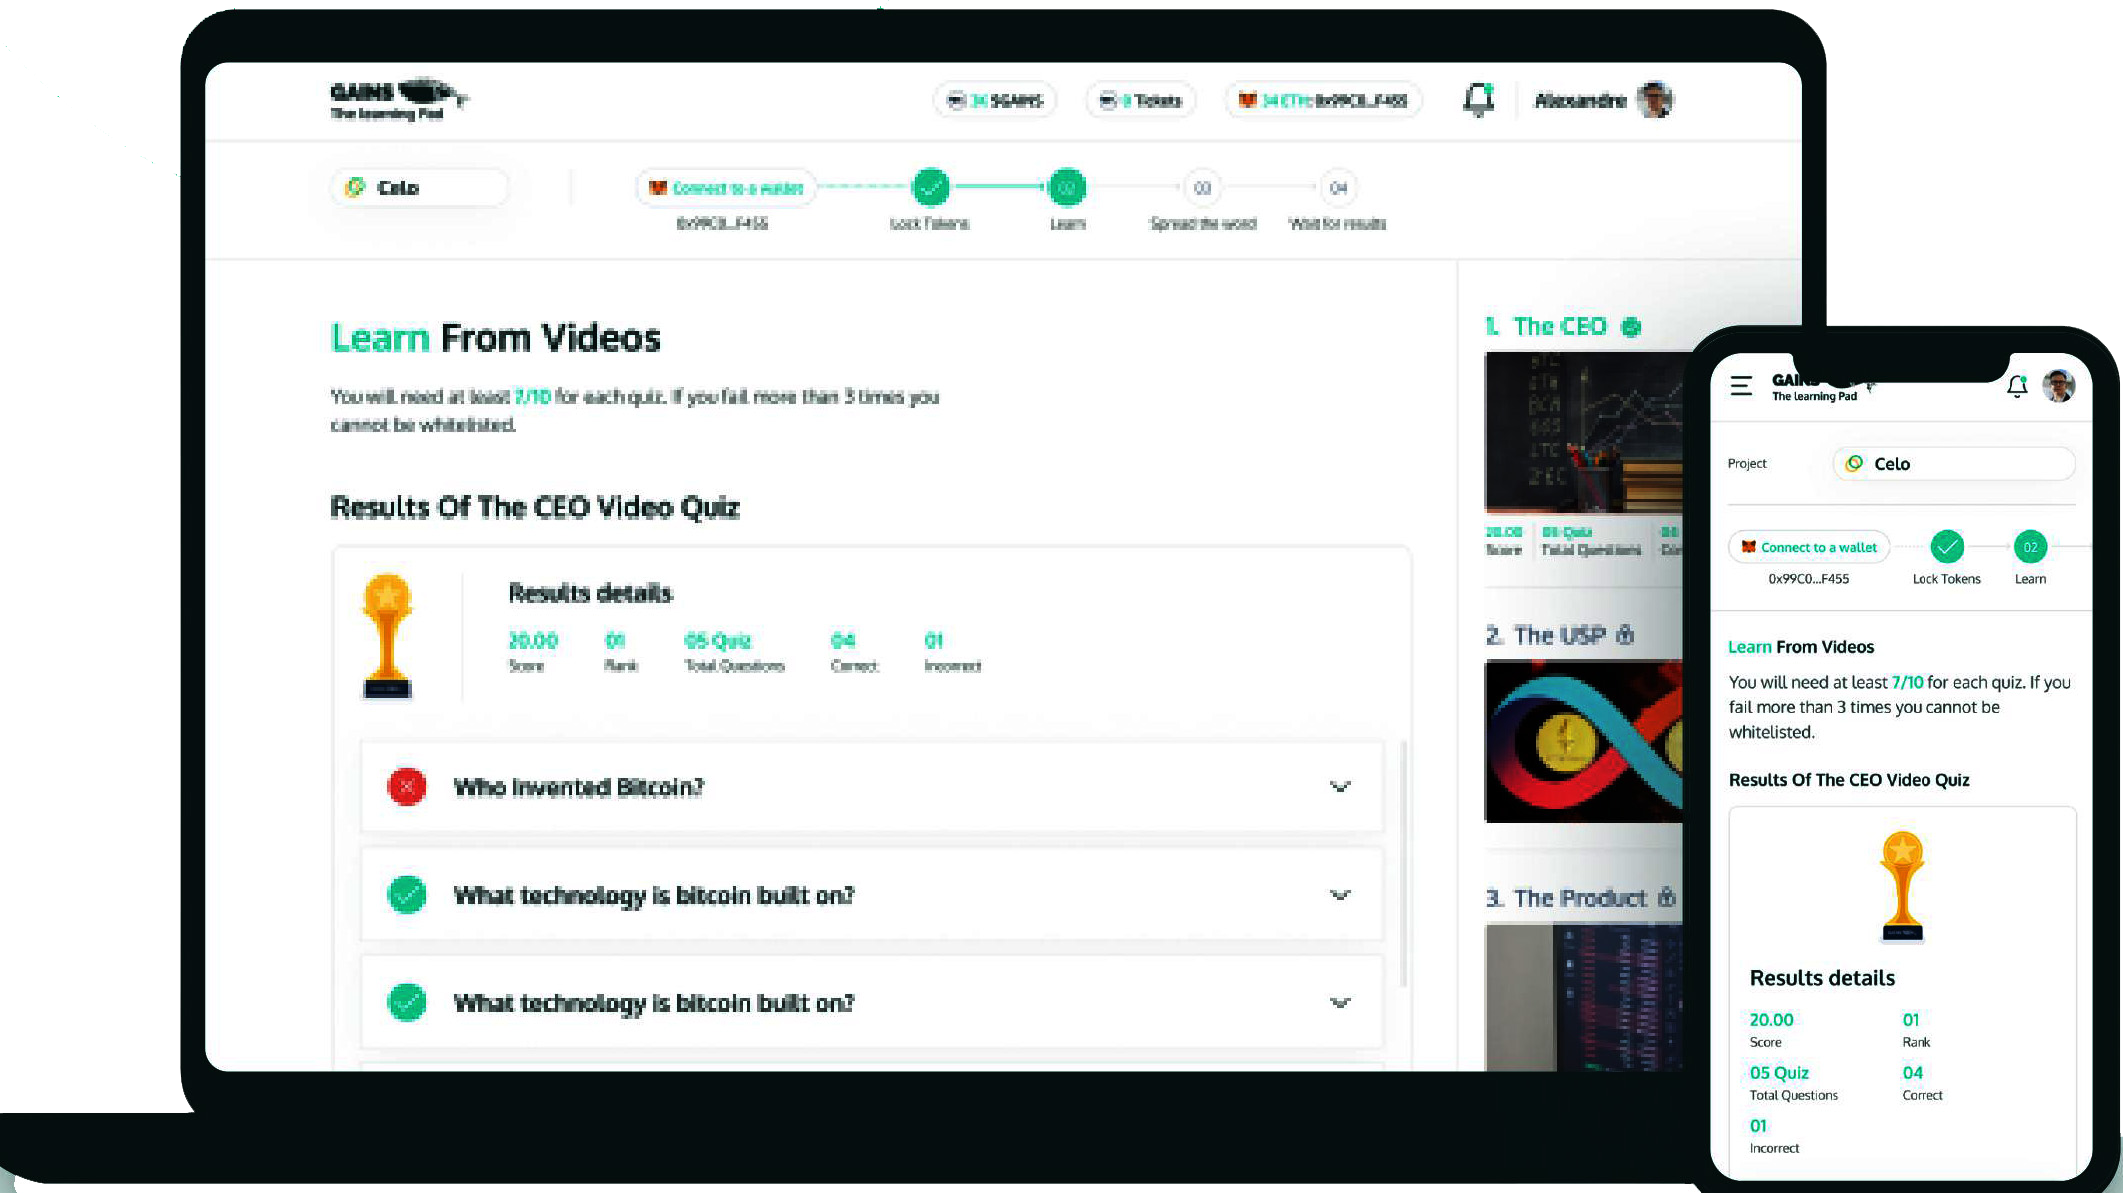 GAINS
The learning Pad
3K $GAINS
Tickets
34 ETH: 0x99C0...F455
Alexandre
Celo
Connect to a wallet
0x99C0...F455
Lock Tokens
02
Learn
03
Spread the word
04
Wait for results
Learn From Videos
You will need at least 7/10 for each quiz. If you fail more than 3 times you
cannot be whitelisted.
Results Of The CEO Video Quiz
Results details
20.00
Score
01
Rank
05 Quiz
Total Questions
04
Correct
01
Incorrect
Who Invented Bitcoin?
What technology is bitcoin built on?
What technology is bitcoin built on?
1. The CEO
20.00
Score
05 Quiz
Total Questions
04
2. The USP
3. The Product
The learning Pad
Project
Celo
Connect to a wallet
0x99C0...F455
Lock Tokens
02
Learn
Learn From Videos
You will need at least 7/10 for each quiz. If you
fail more than 3 times you cannot be
whitelisted.
Results Of The CEO Video Quiz
Results details
20.00
Score
01
Rank
05 Quiz
Total Questions
04
Correct
01
Incorrect